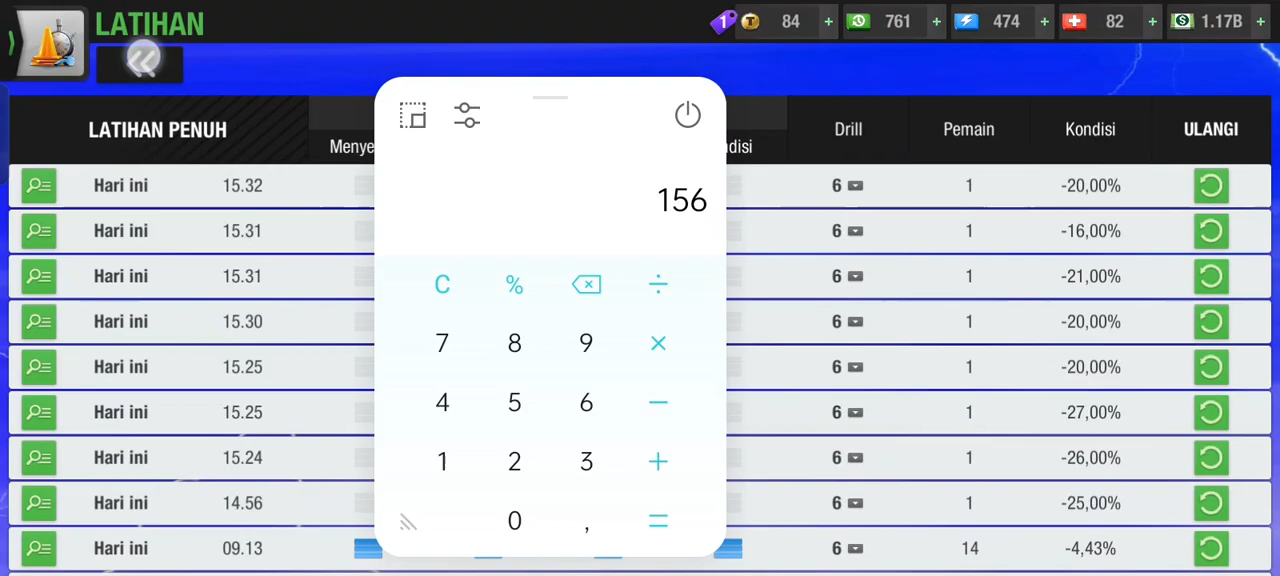 LATIHAN
1 T 84 + 761 + 474 + 82 + $ 1.17B +
LATIHAN PENUH Drill Pemain Kondisi ULANGI
Menye disi
Hari ini 15.32 6 1 -20,00%
Hari ini 15.31 6 1 -16,00%
Hari ini 15.31 6 1 -21,00%
Hari ini 15.30 6 1 -20,00%
Hari ini 15.25 6 1 -20,00%
Hari ini 15.25 6 1 -27,00%
Hari ini 15.24 6 1 -26,00%
Hari ini 14.56 6 1 -25,00%
Hari ini 09.13 6 14 -4,43%
156
C % ÷
7 8 9 ×
4 5 6 −
1 2 3 +
0 , =